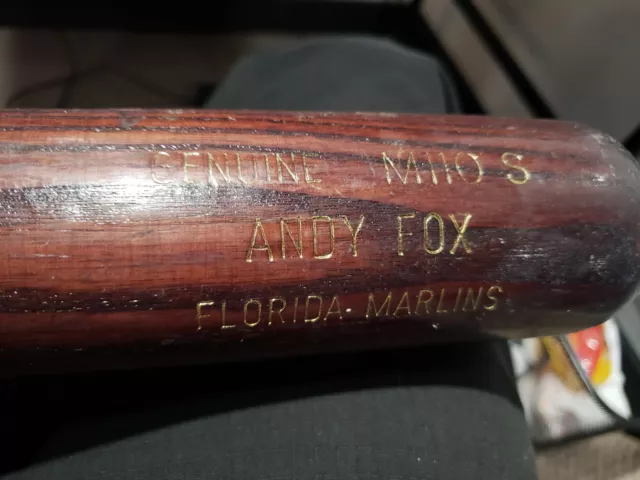 GENUINE M110 S
ANDY FOX
FLORIDA MARLINS